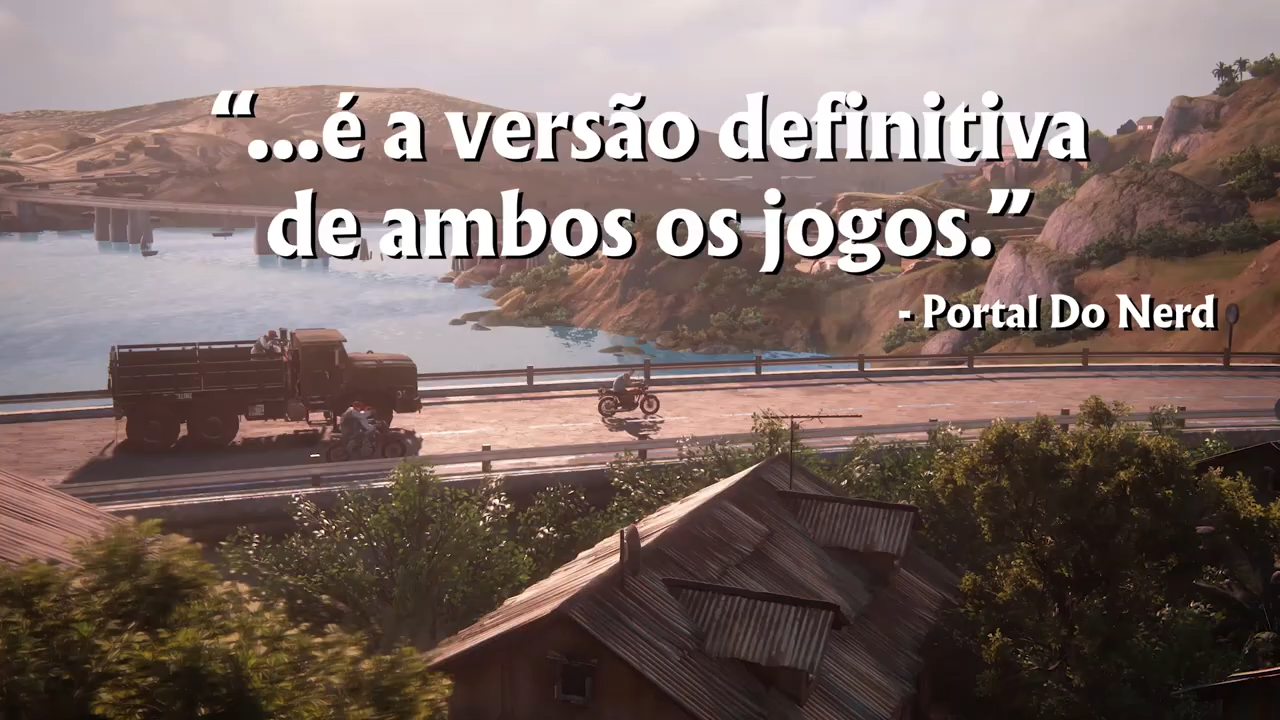 “...é a versão definitiva
de ambos os jogos.”
- Portal Do Nerd